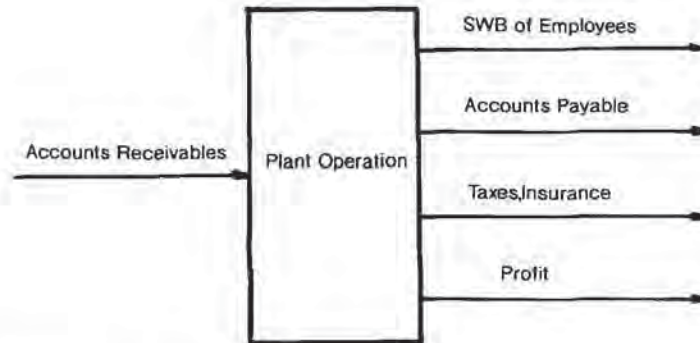 SWB of Employees
Accounts Payable
Accounts Receivables
Plant Operation
Taxes,Insurance
Profit